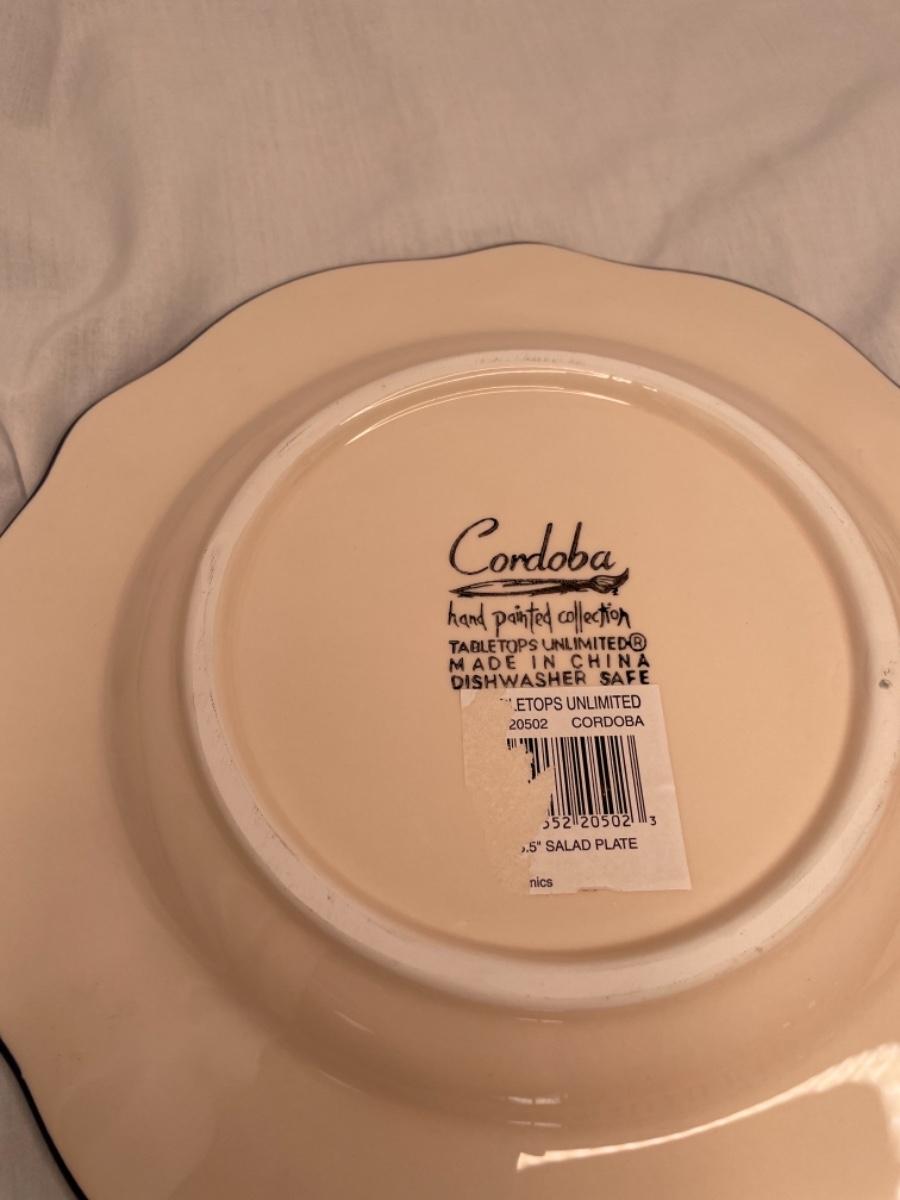 Cordoba
hand painted collection
TABLETOPS UNLIMITED®
MADE IN CHINA
DISHWASHER SAFE
LETOPS UNLIMITED
20502 CORDOBA
552 20502 3
.5" SALAD PLATE
nics